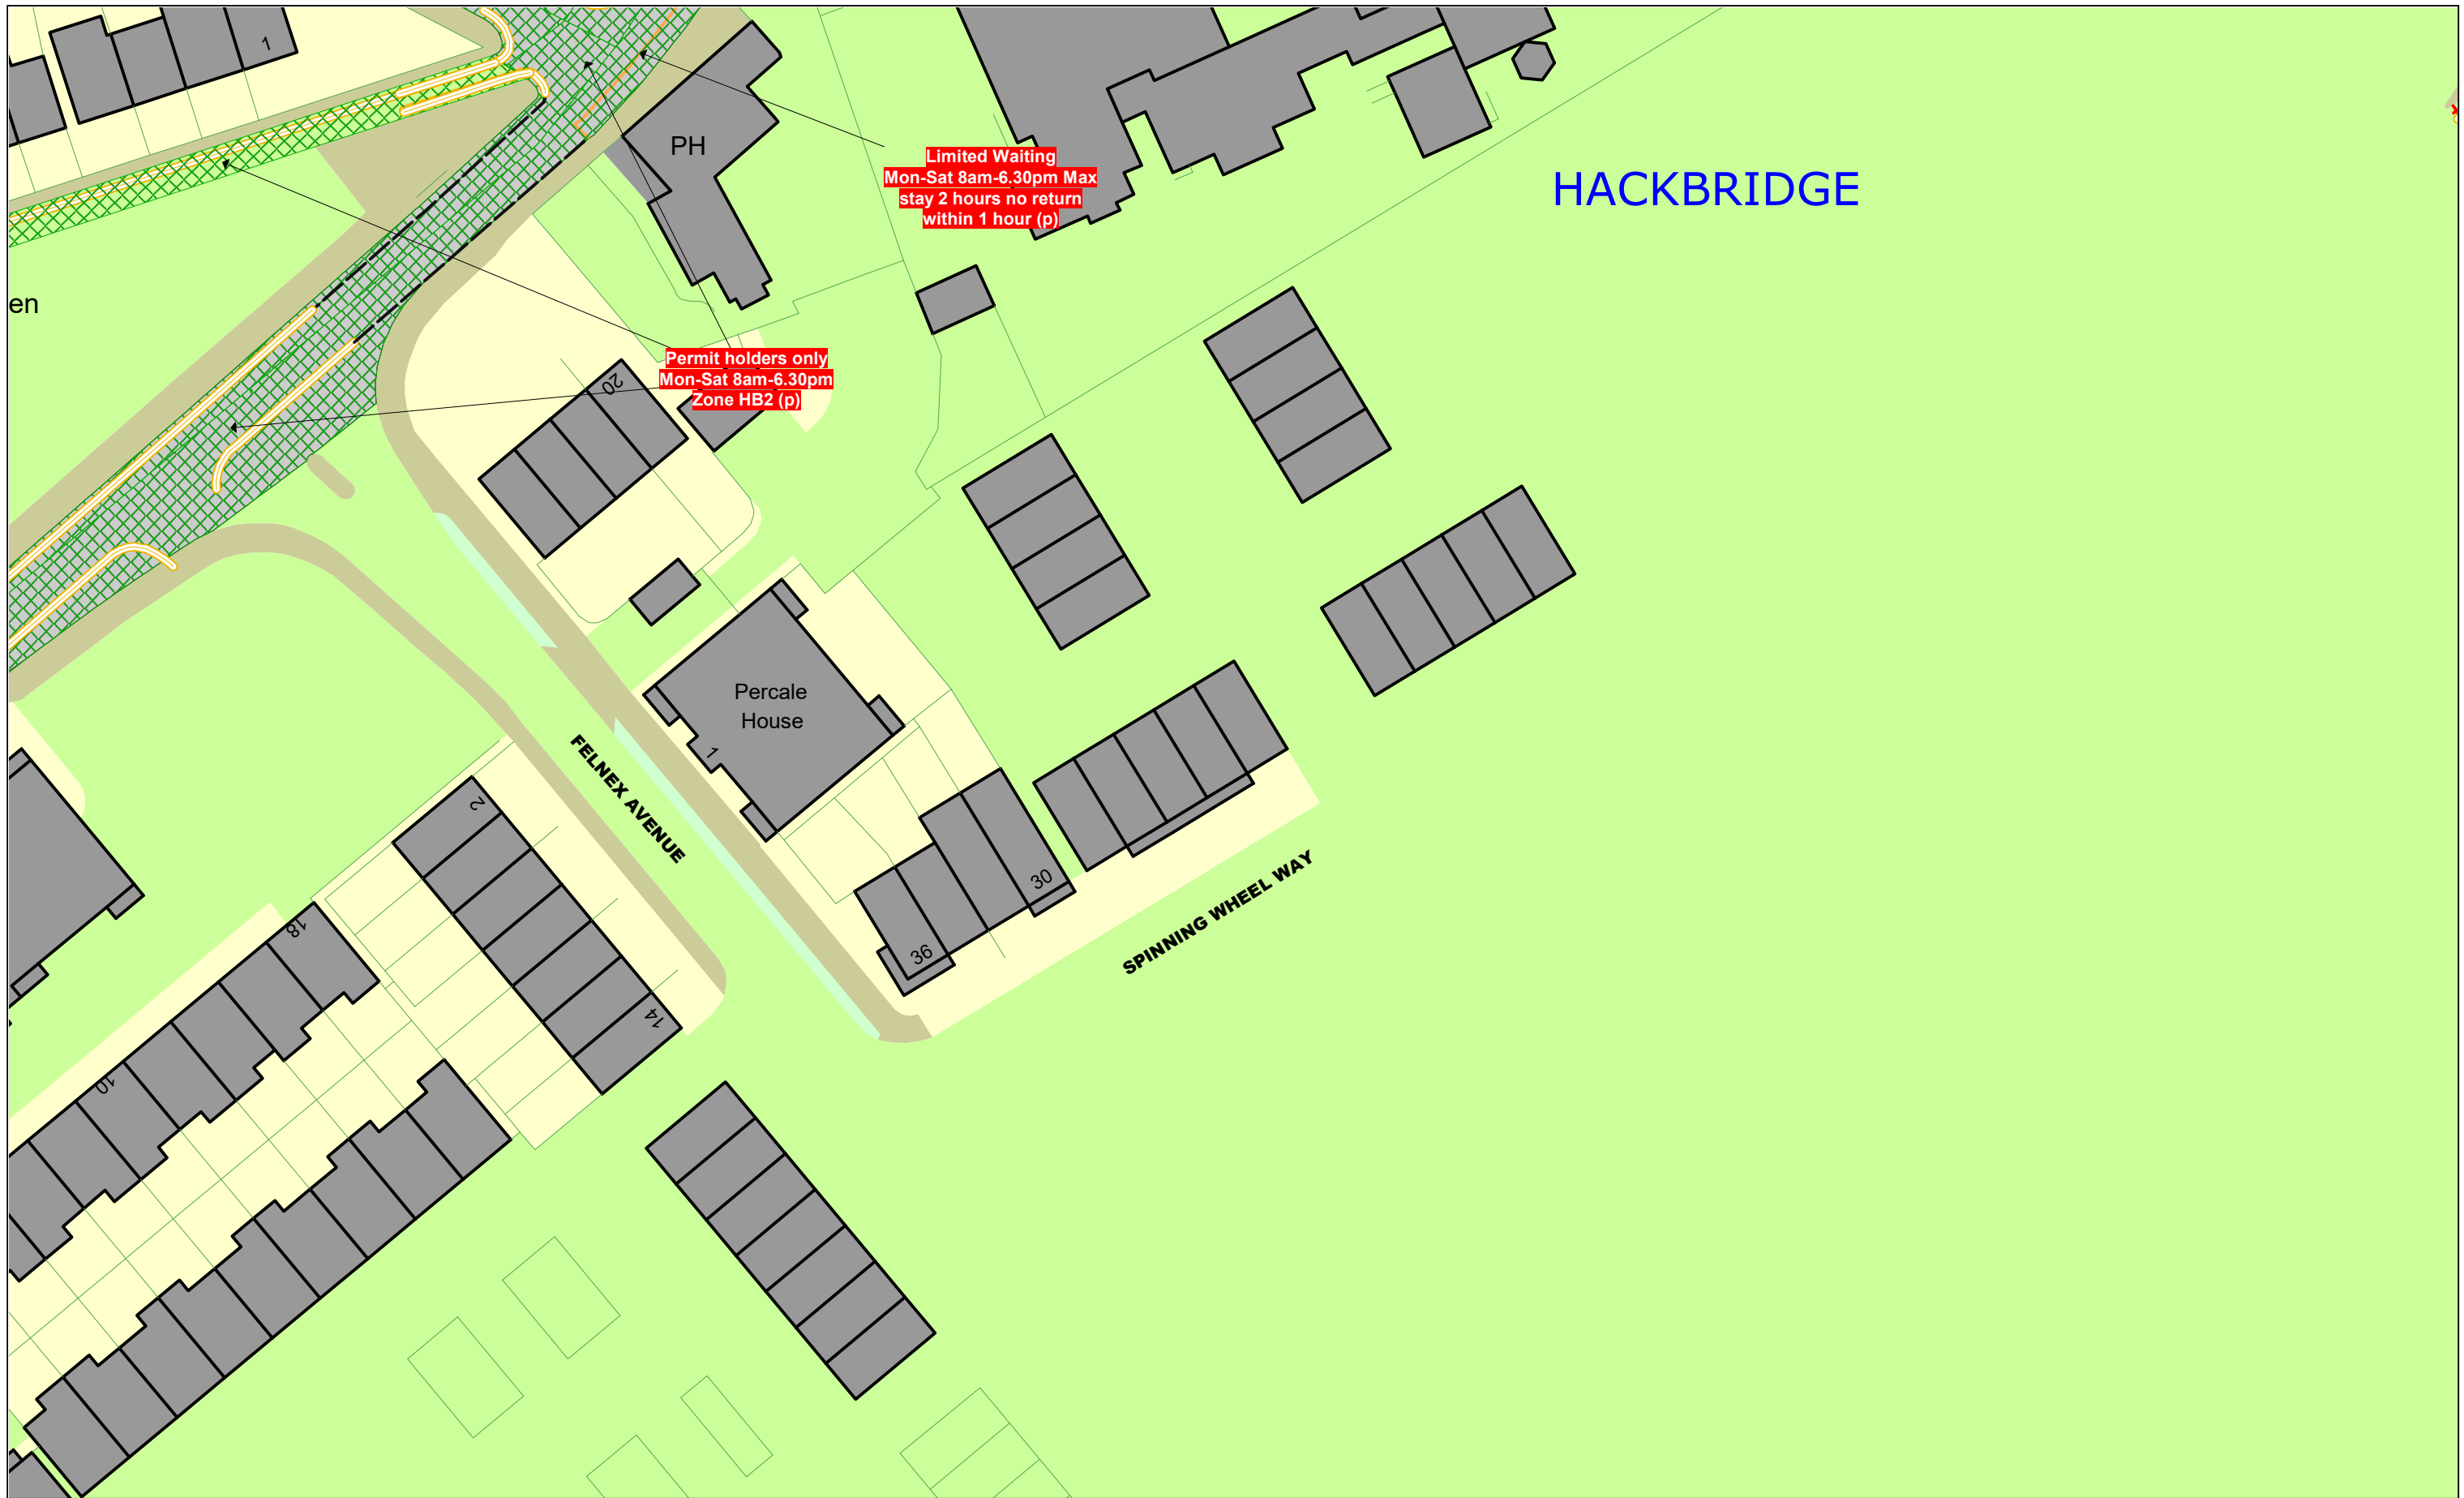 1
PH
Limited Waiting
Mon-Sat 8am-6.30pm Max
stay 2 hours no return
within 1 hour (p)
HACKBRIDGE
en
Permit holders only
Mon-Sat 8am-6.30pm
Zone HB2 (p)
20
Percale
House
1
FELNEX AVENUE
2
30
SPINNING WHEEL WAY
18
36
14
10